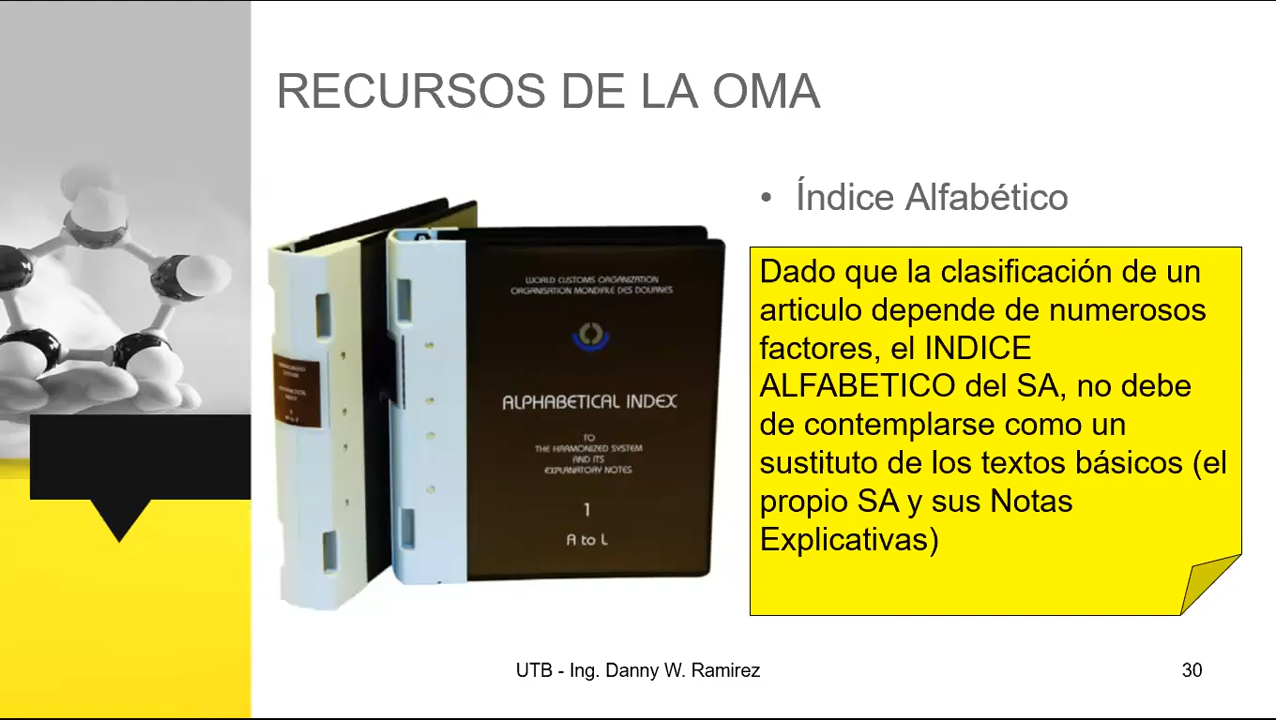 RECURSOS DE LA OMA
• Índice Alfabético
WORLD CUSTOMS ORGANIZATION
ORGANISATION MONDIALE DES DOUANES
ALPHABETICAL INDEX
TO
THE HARMONIZED SYSTEM
AND ITS
EXPLANATORY NOTES
1
A to L
Dado que la clasificación de un
articulo depende de numerosos
factores, el INDICE
ALFABETICO del SA, no debe
de contemplarse como un
sustituto de los textos básicos (el
propio SA y sus Notas
Explicativas)
UTB - Ing. Danny W. Ramirez
30